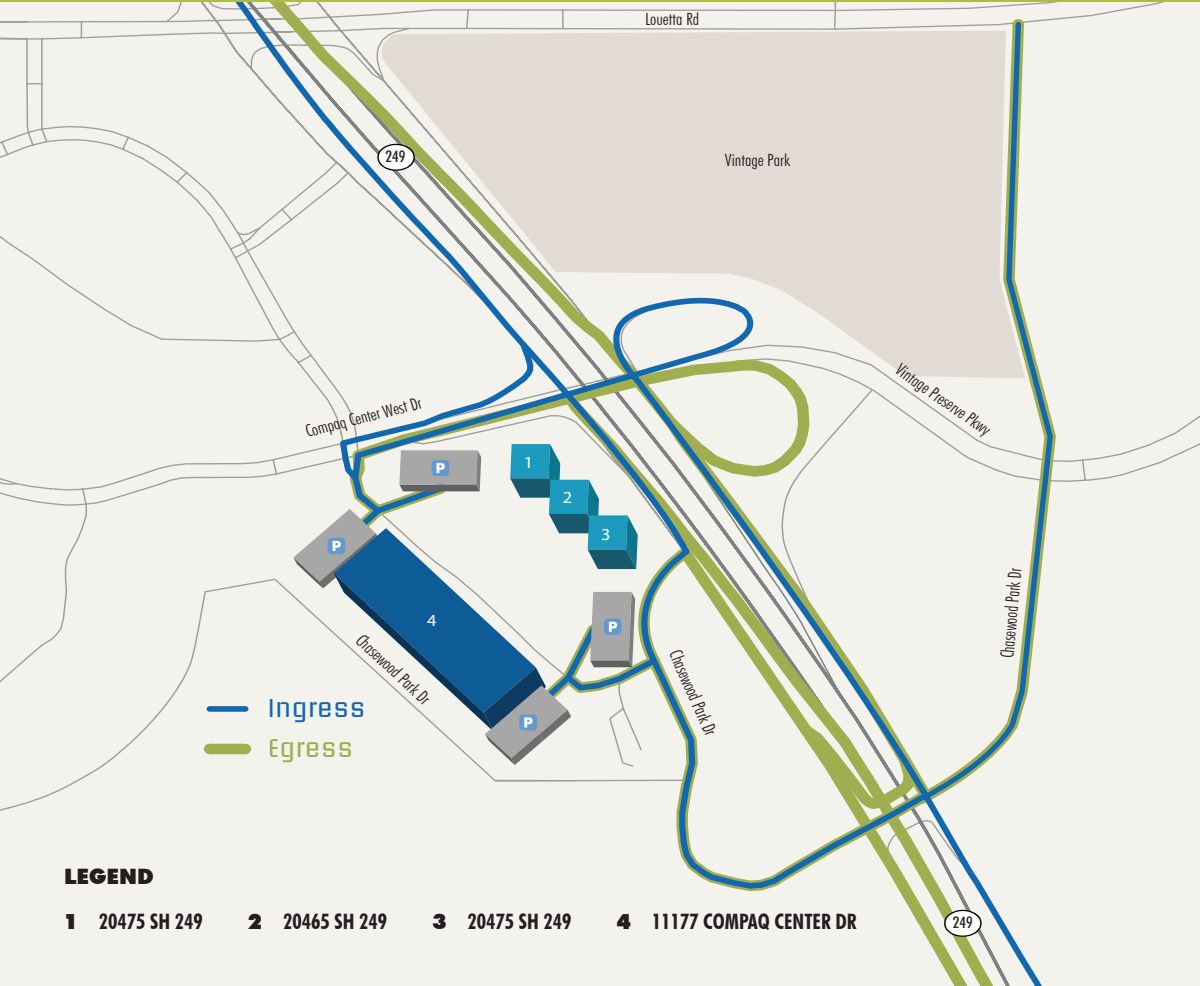 Louetta Rd
249
Vintage Park
Vintage Preserve Pkwy
Compaq Center West Dr
P
1
2
3
P
4
P
P
Chasewood Park Dr
Chasewood Park Dr
Chasewood Park Dr
Ingress
Egress
LEGEND
1 20475 SH 249 2 20465 SH 249 3 20475 SH 249 4 11177 COMPAQ CENTER DR
249